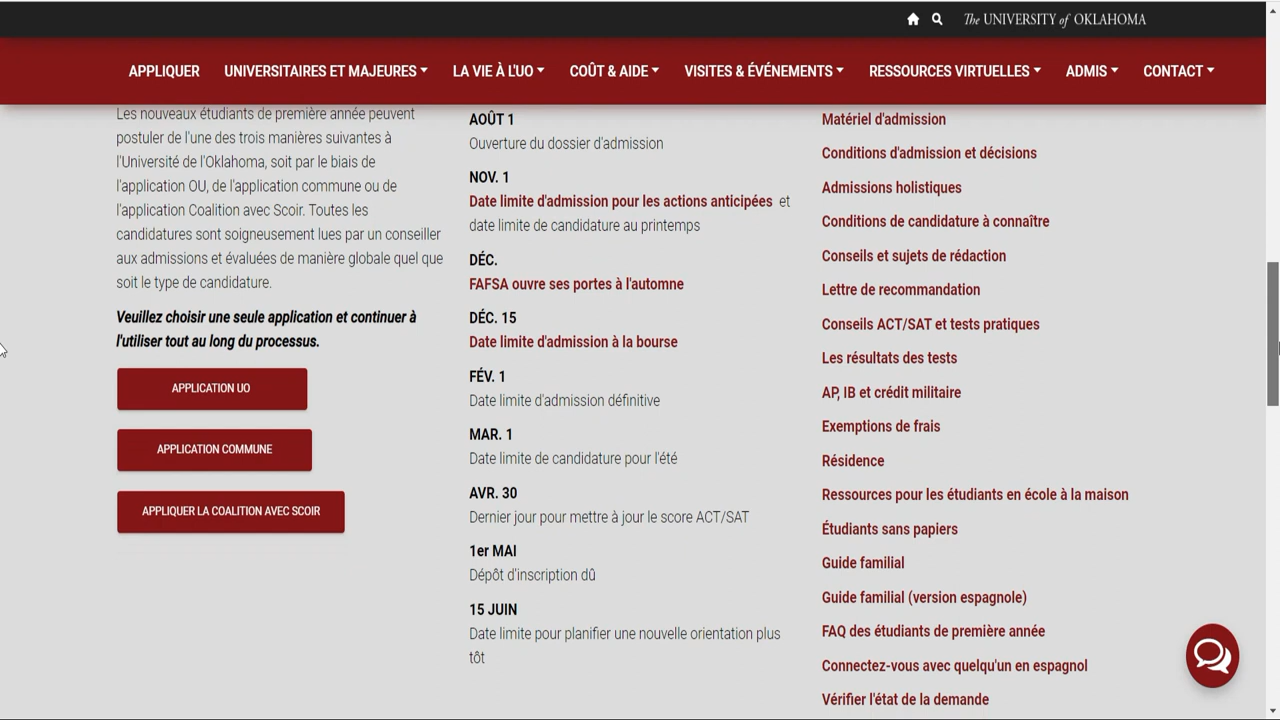 The UNIVERSITY of OKLAHOMA
APPLIQUER
UNIVERSITAIRES ET MAJEURES
LA VIE À L'UO
COÛT & AIDE
VISITES & ÉVÉNEMENTS
RESSOURCES VIRTUELLES
ADMIS
CONTACT
Les nouveaux étudiants de première année peuvent
postuler de l'une des trois manières suivantes à
l'Université de l'Oklahoma, soit par le biais de
l'application OU, de l'application commune ou de
l'application Coalition avec Scoir. Toutes les
candidatures sont soigneusement lues par un conseiller
aux admissions et évaluées de manière globale quel que
soit le type de candidature.
Veuillez choisir une seule application et continuer à
l'utiliser tout au long du processus.
APPLICATION UO
APPLICATION COMMUNE
APPLIQUER LA COALITION AVEC SCOIR
AOÛT 1
Ouverture du dossier d'admission
NOV. 1
Date limite d'admission pour les actions anticipées et
date limite de candidature au printemps
DÉC.
FAFSA ouvre ses portes à l'automne
DÉC. 15
Date limite d'admission à la bourse
FÉV. 1
Date limite d'admission définitive
MAR. 1
Date limite de candidature pour l'été
AVR. 30
Dernier jour pour mettre à jour le score ACT/SAT
1er MAI
Dépôt d'inscription dû
15 JUIN
Date limite pour planifier une nouvelle orientation plus
tôt
Matériel d'admission
Conditions d'admission et décisions
Admissions holistiques
Conditions de candidature à connaître
Conseils et sujets de rédaction
Lettre de recommandation
Conseils ACT/SAT et tests pratiques
Les résultats des tests
AP, IB et crédit militaire
Exemptions de frais
Résidence
Ressources pour les étudiants en école à la maison
Étudiants sans papiers
Guide familial
Guide familial (version espagnole)
FAQ des étudiants de première année
Connectez-vous avec quelqu'un en espagnol
Vérifier l'état de la demande